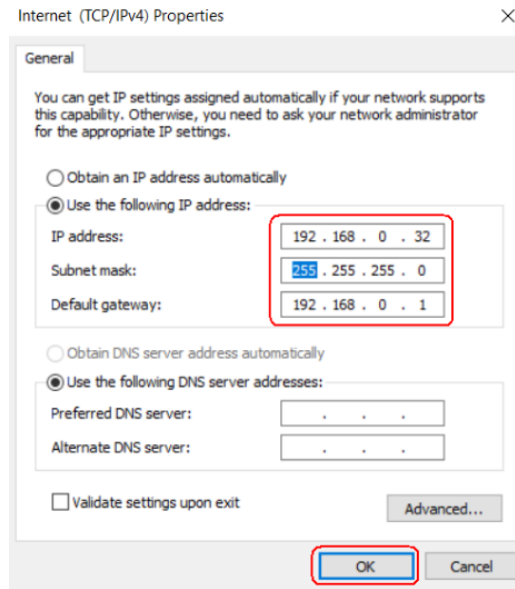 Internet (TCP/IPv4) Properties
General
You can get IP settings assigned automatically if your network supports
this capability. Otherwise, you need to ask your network administrator
for the appropriate IP settings.
Obtain an IP address automatically
Use the following IP address:
IP address: 192 . 168 . 0 . 32
Subnet mask: 255 . 255 . 255 . 0
Default gateway: 192 . 168 . 0 . 1
Obtain DNS server address automatically
Use the following DNS server addresses:
Preferred DNS server: . . .
Alternate DNS server: . . .
Validate settings upon exit
Advanced...
OK Cancel